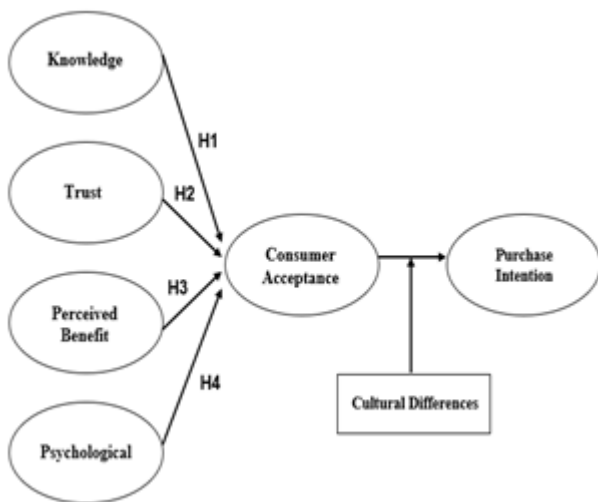 Knowledge
H1
Trust
H2
Consumer
Acceptance
Purchase
Intention
H3
Perceived
Benefit
H4
Cultural Differences
Psychological